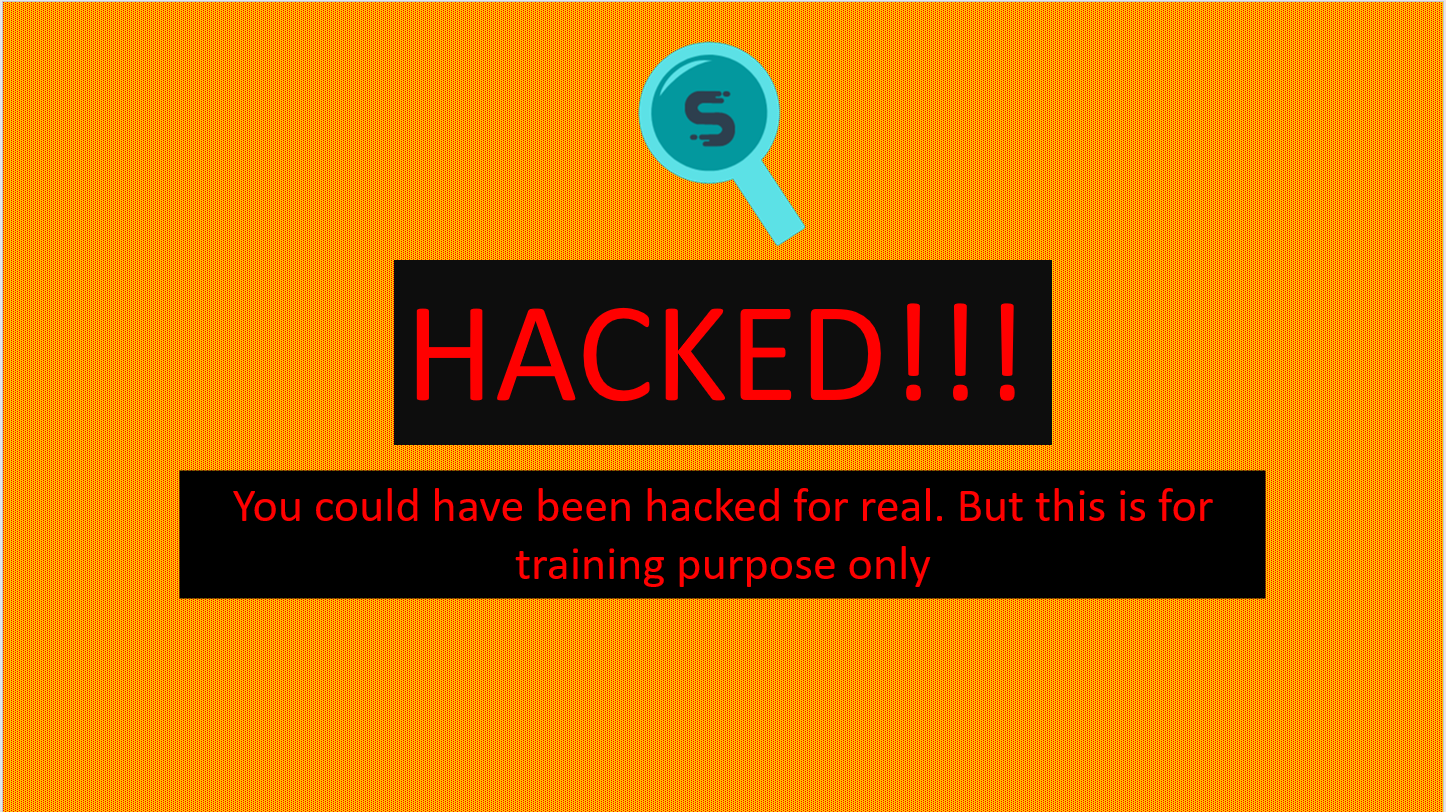 S
HACKED!!!
You could have been hacked for real. But this is for
training purpose only